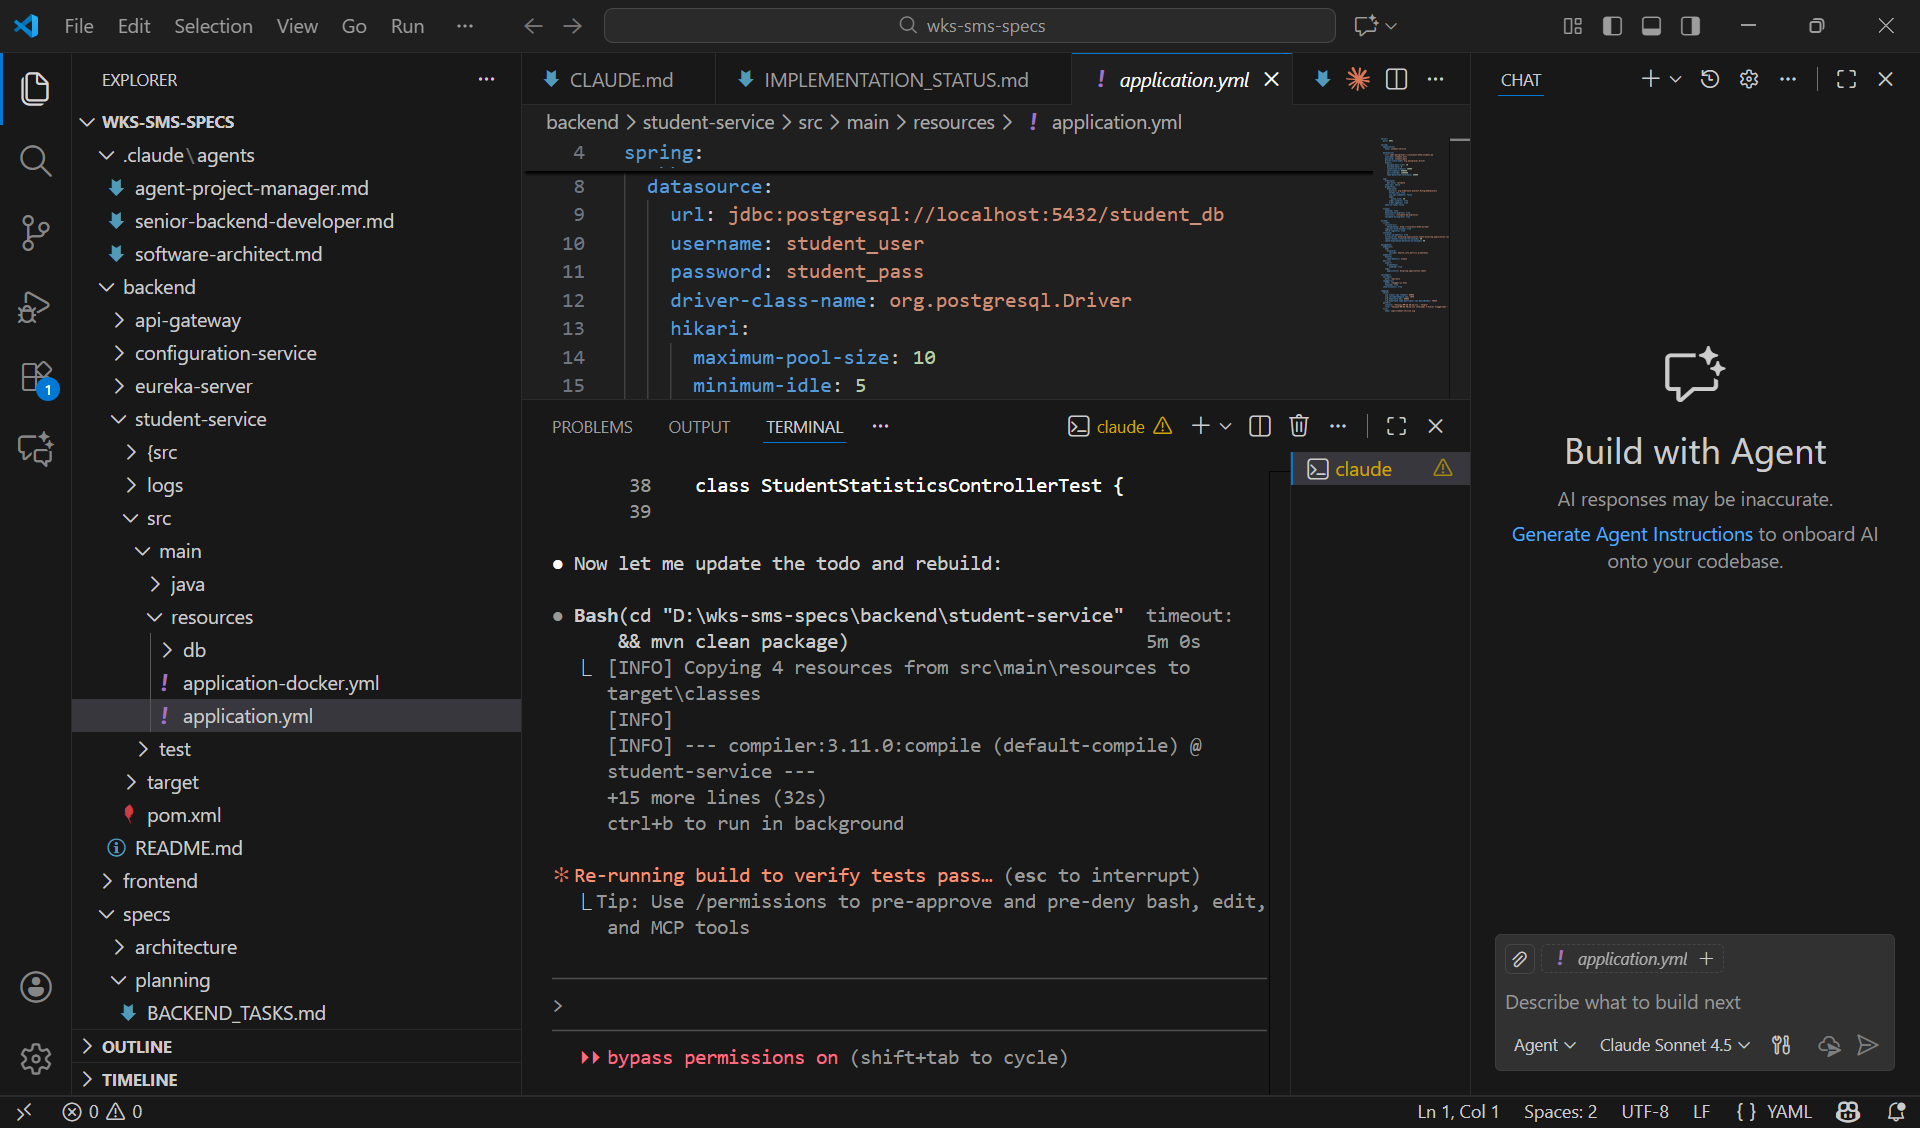 File Edit Selection View Go Run ···
wks-sms-specs
EXPLORER ···
WKS-SMS-SPECS
.claude\agents
agent-project-manager.md
senior-backend-developer.md
software-architect.md
backend
api-gateway
configuration-service
eureka-server
student-service
{src
logs
src
main
java
resources
db
! application-docker.yml
! application.yml
test
target
pom.xml
README.md
frontend
specs
architecture
planning
BACKEND_TASKS.md
OUTLINE
TIMELINE
1
CLAUDE.md
IMPLEMENTATION_STATUS.md
! application.yml
backend > student-service > src > main > resources > ! application.yml
4 spring:
8 datasource:
9 url: jdbc:postgresql://localhost:5432/student_db
10 username: student_user
11 password: student_pass
12 driver-class-name: org.postgresql.Driver
13 hikari:
14 maximum-pool-size: 10
15 minimum-idle: 5
PROBLEMS OUTPUT TERMINAL ···
claude
claude
38 class StudentStatisticsControllerTest {
39
● Now let me update the todo and rebuild:
● Bash(cd "D:\wks-sms-specs\backend\student-service" timeout:
&& mvn clean package) 5m 0s
[INFO] Copying 4 resources from src\main\resources to
target\classes
[INFO]
[INFO] --- compiler:3.11.0:compile (default-compile) @
student-service ---
+15 more lines (32s)
ctrl+b to run in background
Re-running build to verify tests pass… (esc to interrupt)
Tip: Use /permissions to pre-approve and pre-deny bash, edit,
and MCP tools
>
bypass permissions on (shift+tab to cycle)
CHAT
Build with Agent
AI responses may be inaccurate.
Generate Agent Instructions to onboard AI
onto your codebase.
! application.yml +
Describe what to build next
Agent Claude Sonnet 4.5
0 0
Ln 1, Col 1 Spaces: 2 UTF-8 LF { } YAML